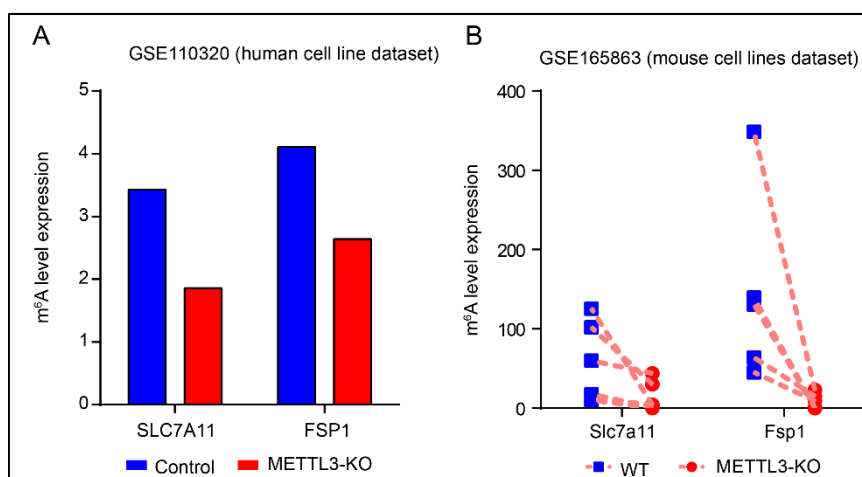 A
GSE110320 (human cell line dataset)
m⁶A level expression
5
4
3
2
1
0
SLC7A11
FSP1
Control
METTL3-KO
B
GSE165863 (mouse cell lines dataset)
m⁶A level expression
400
300
200
100
0
Slc7a11
Fsp1
WT
METTL3-KO